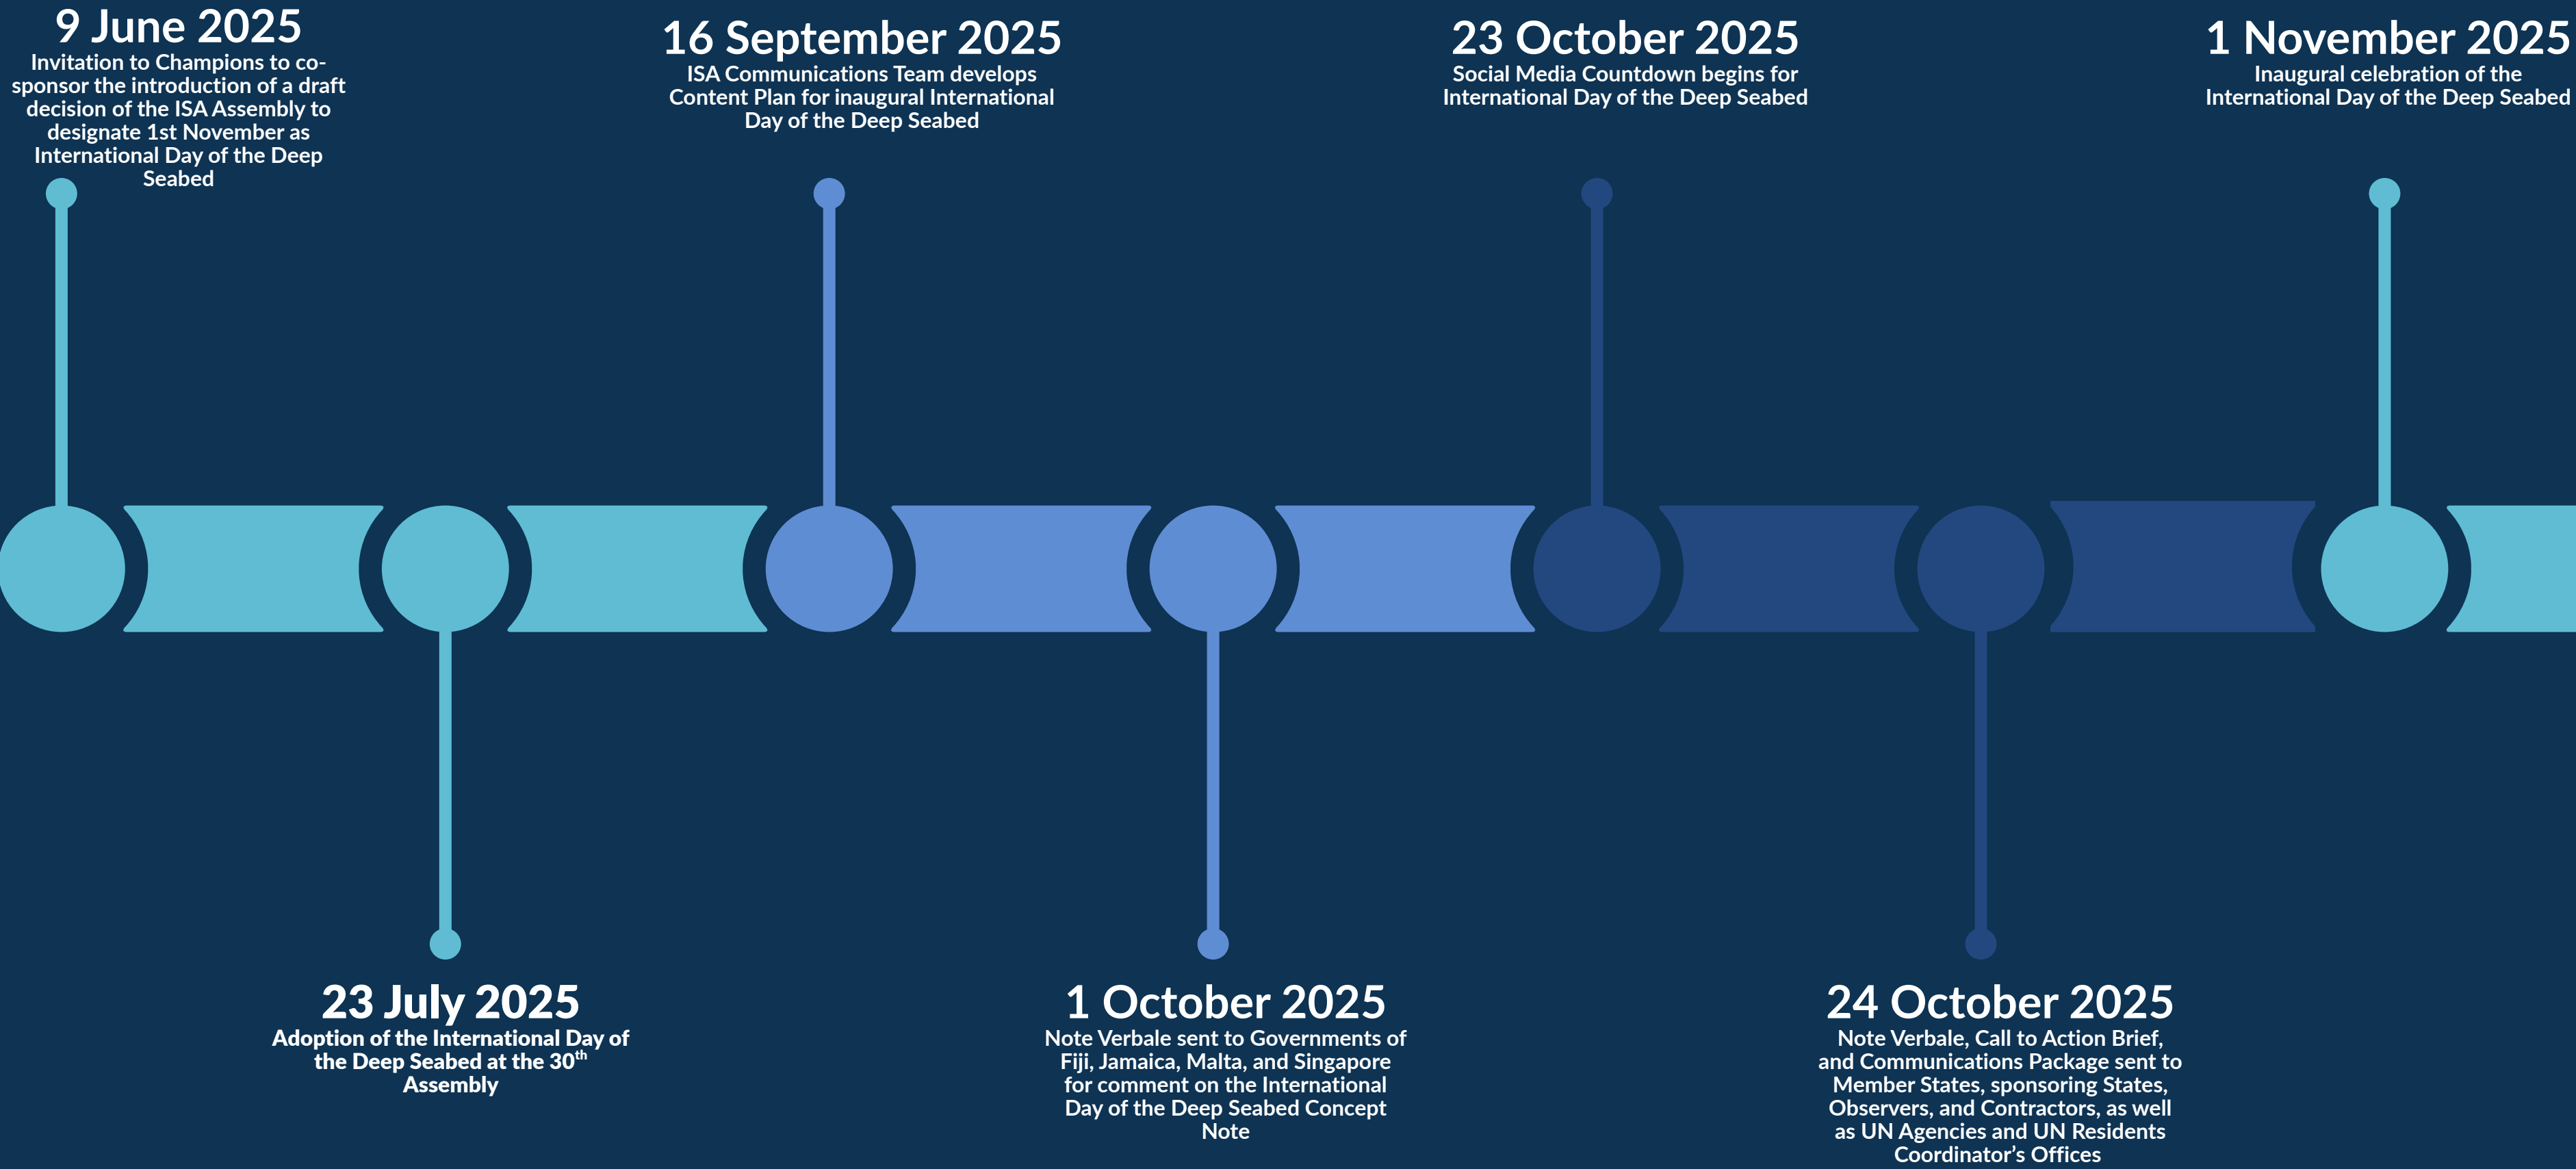 9 June 2025
Invitation to Champions to co-
sponsor the introduction of a draft
decision of the ISA Assembly to
designate 1st November as
International Day of the Deep
Seabed
16 September 2025
ISA Communications Team develops
Content Plan for inaugural International
Day of the Deep Seabed
23 October 2025
Social Media Countdown begins for
International Day of the Deep Seabed
1 November 2025
Inaugural celebration of the
International Day of the Deep Seabed
23 July 2025
Adoption of the International Day of
the Deep Seabed at the 30th
Assembly
1 October 2025
Note Verbale sent to Governments of
Fiji, Jamaica, Malta, and Singapore
for comment on the International
Day of the Deep Seabed Concept
Note
24 October 2025
Note Verbale, Call to Action Brief,
and Communications Package sent to
Member States, sponsoring States,
Observers, and Contractors, as well
as UN Agencies and UN Residents
Coordinator’s Offices